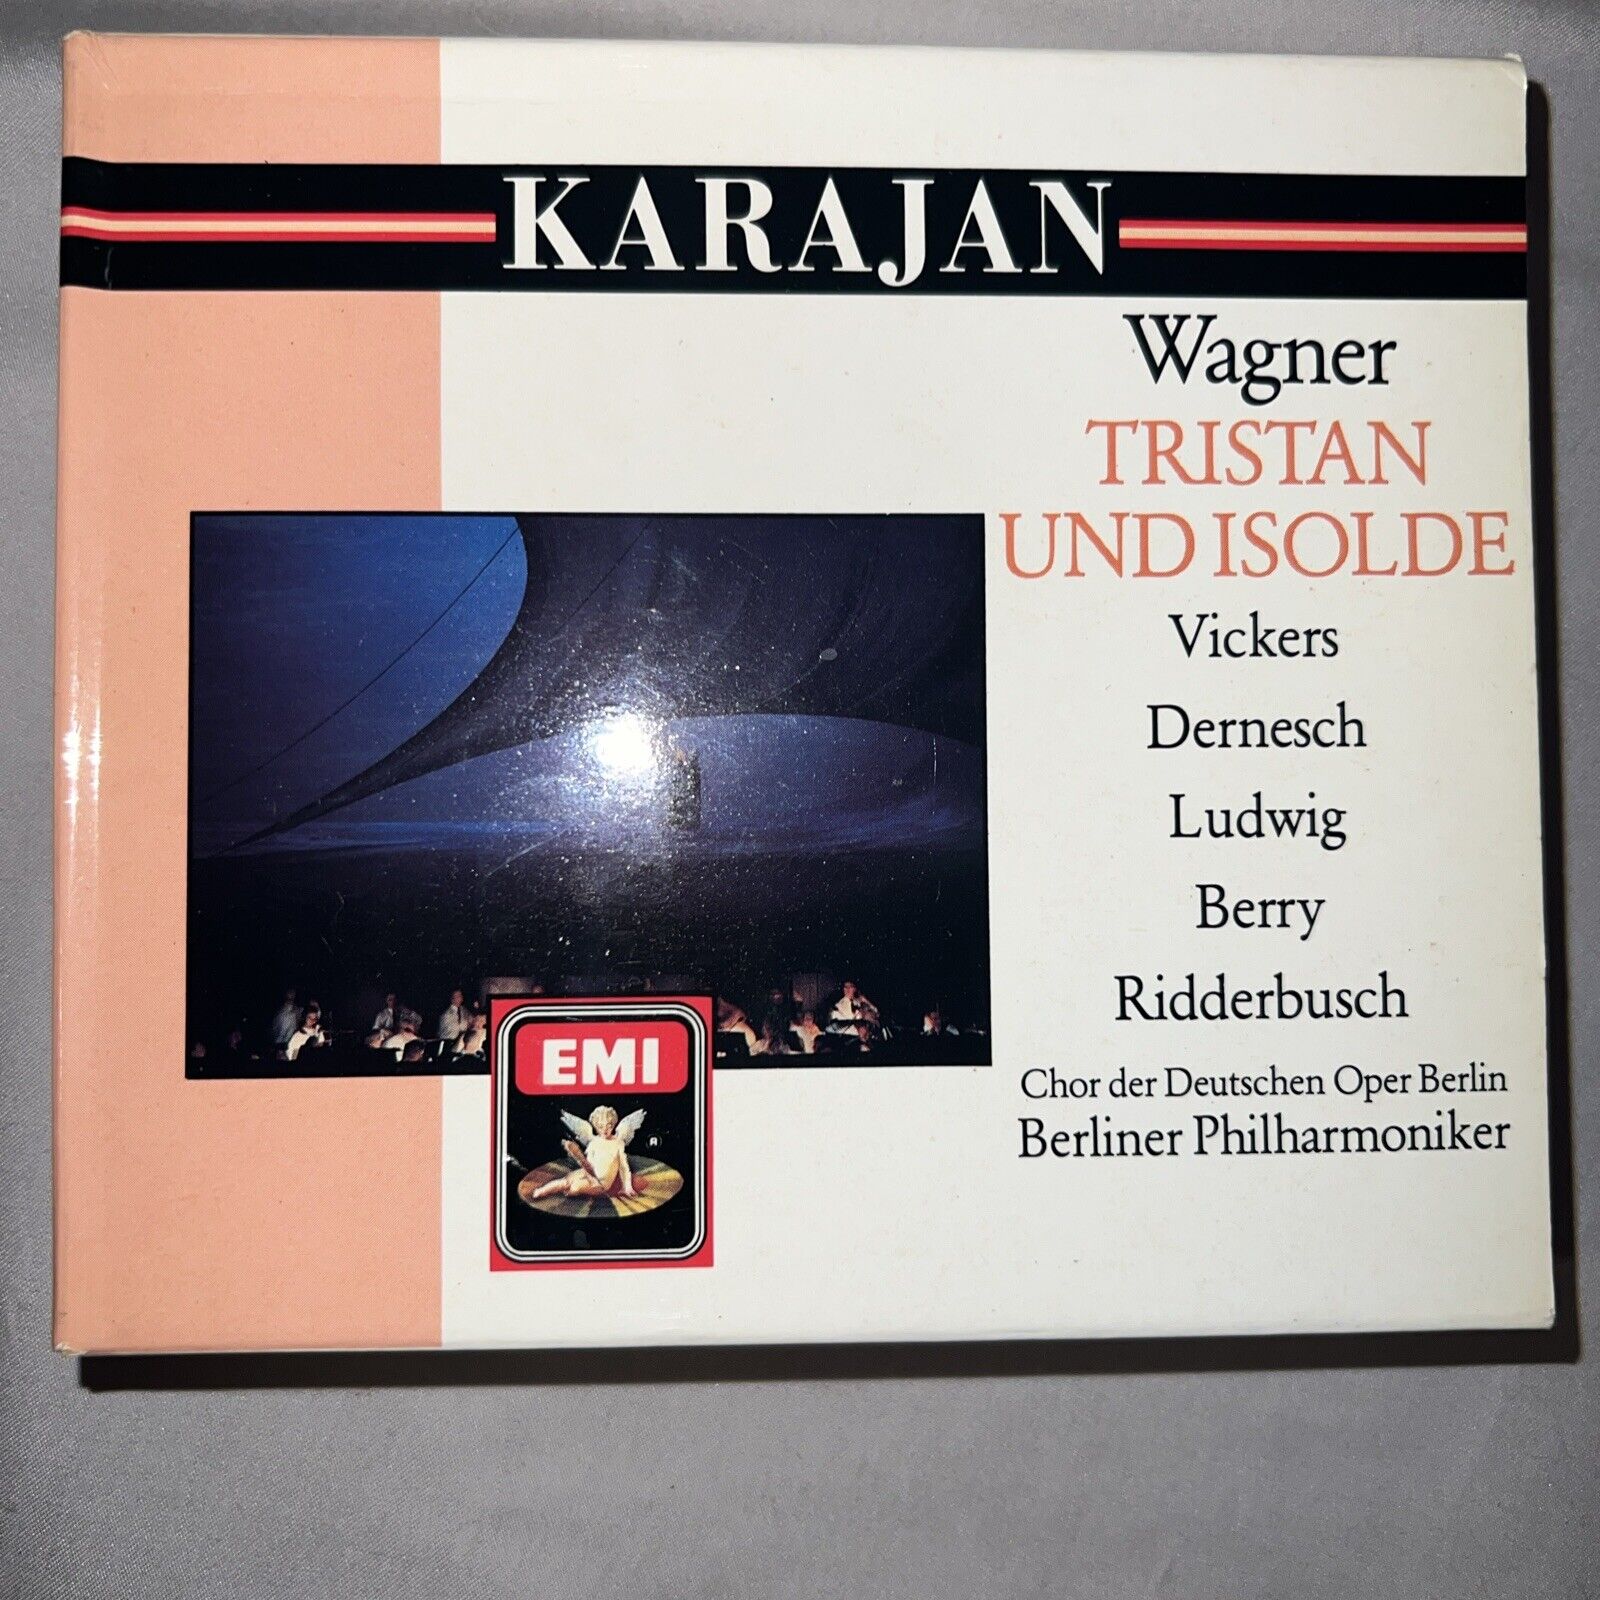 KARAJAN
Wagner
TRISTAN
UND ISOLDE
Vickers
Dernesch
Ludwig
Berry
Ridderbusch
Chor der Deutschen Oper Berlin
Berliner Philharmoniker
EMI
®